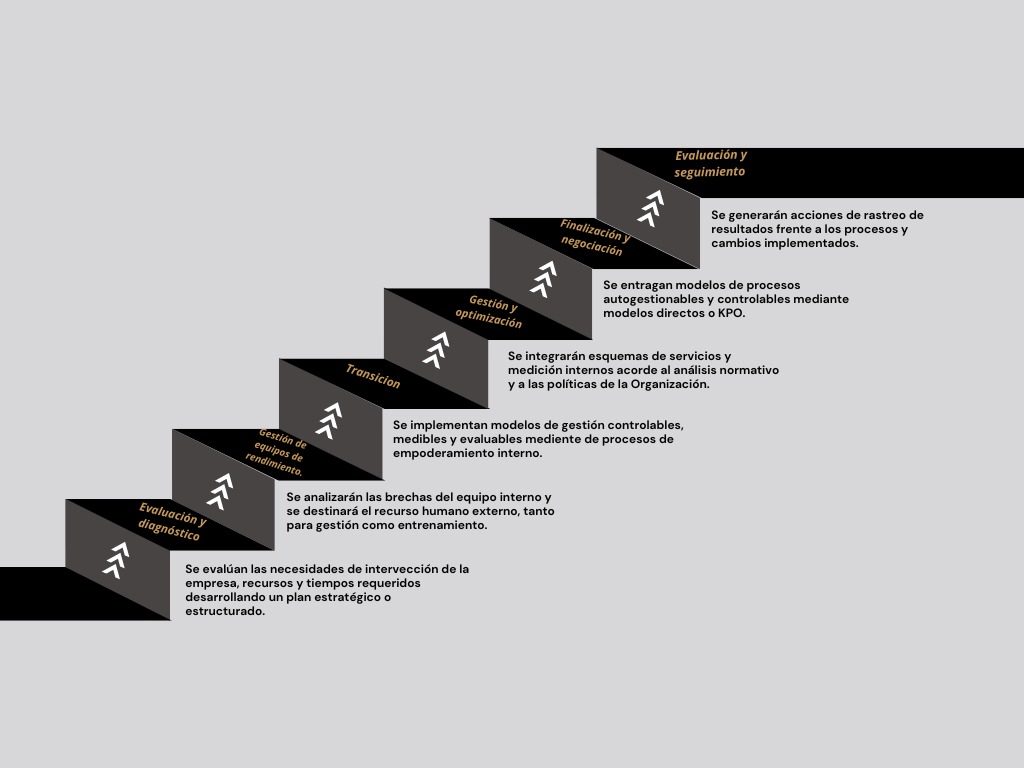 Evaluación y
seguimiento
Se generarán acciones de rastreo de
resultados frente a los procesos y
cambios implementados.
Finalización y
negociación
Se entragan modelos de procesos
autogestionables y controlables mediante
modelos directos o KPO.
Gestión y
optimización
Se integrarán esquemas de servicios y
medición internos acorde al análisis normativo
y a las políticas de la Organización.
Transicion
Se implementan modelos de gestión controlables,
medibles y evaluables mediente de procesos de
empoderamiento interno.
Gestión de
equipos de
rendimiento.
Se analizarán las brechas del equipo interno y
se destinará el recurso humano externo, tanto
para gestión como entrenamiento.
Evaluación y
diagnóstico
Se evalúan las necesidades de intervección de la
empresa, recursos y tiempos requeridos
desarrollando un plan estratégico o
estructurado.